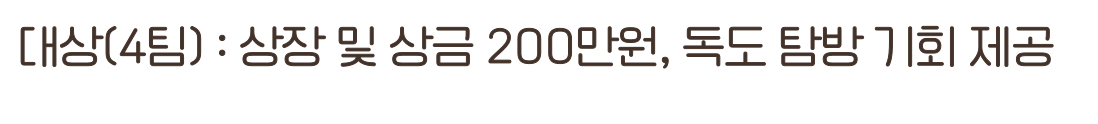 대상(4팀) : 상장 및 상금 200만원, 독도 탐방 기회 제공